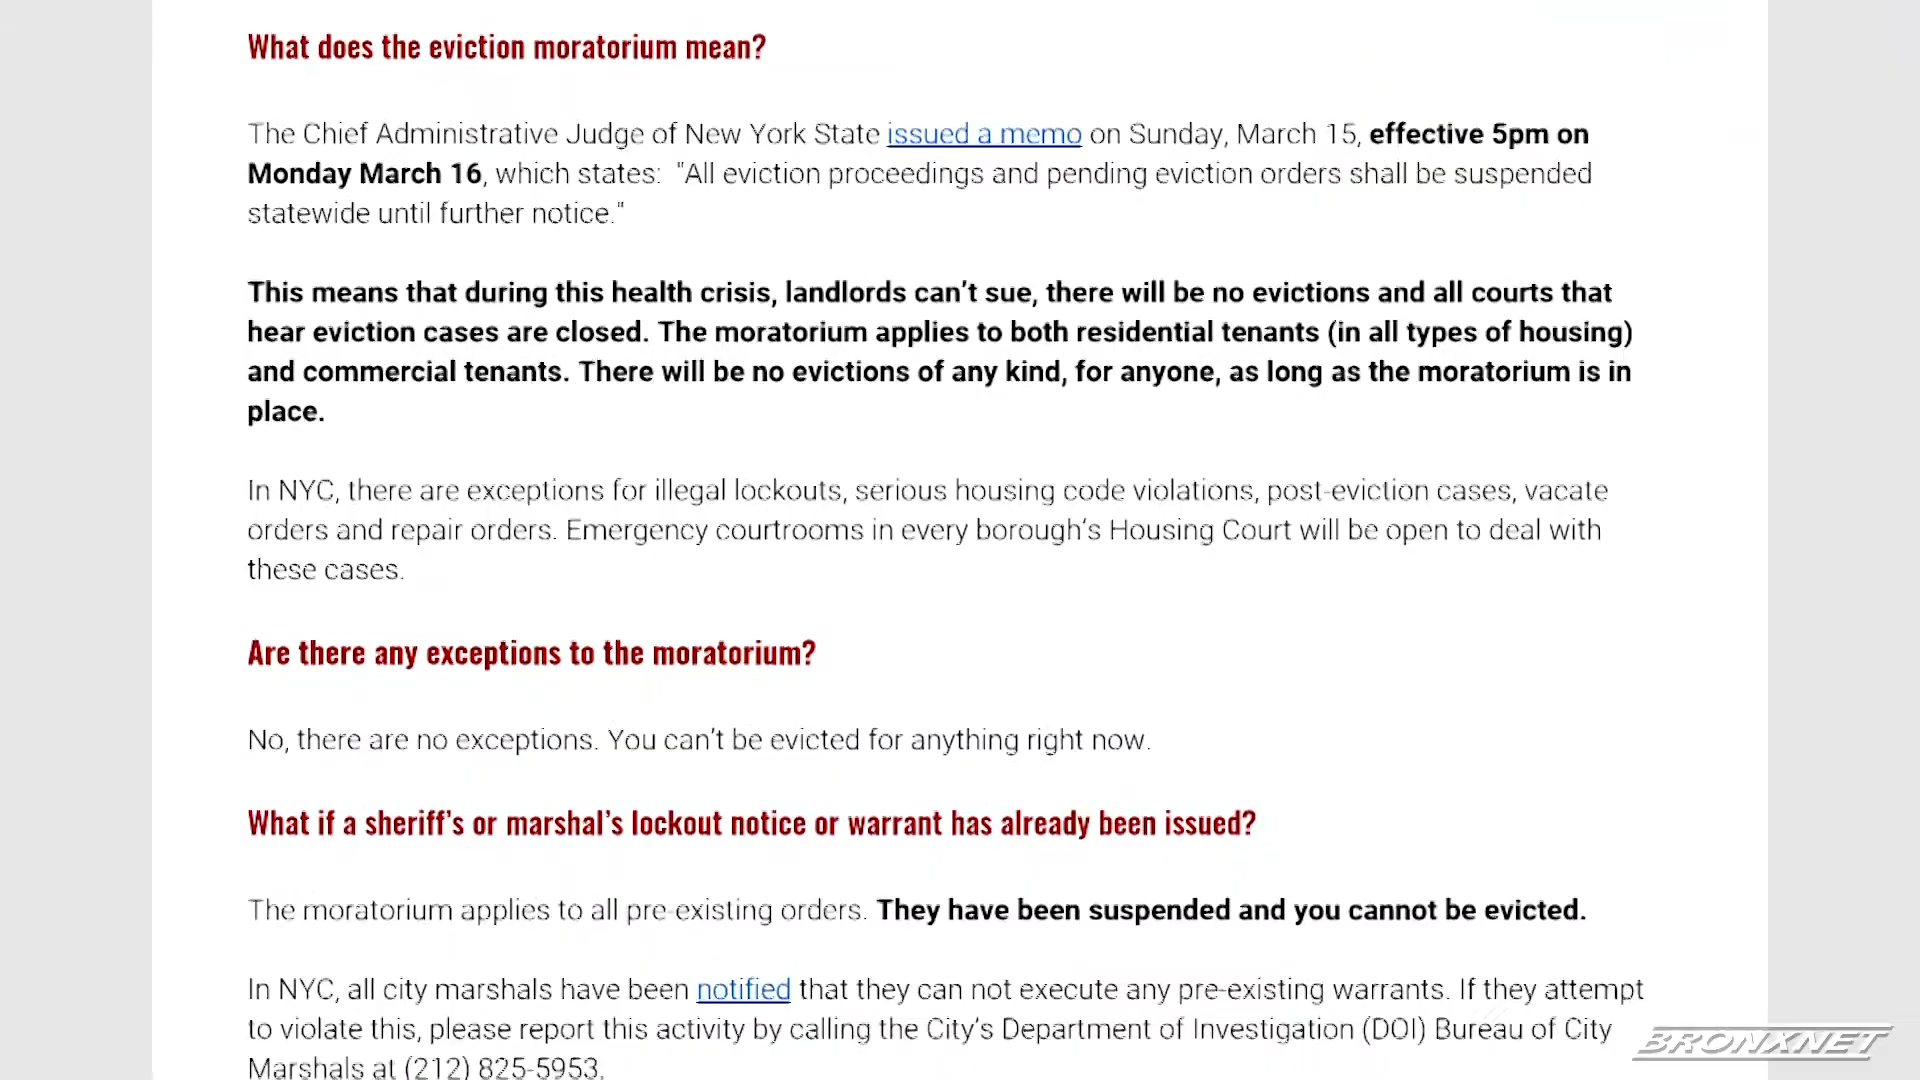 What does the eviction moratorium mean?
The Chief Administrative Judge of New York State issued a memo on Sunday, March 15, effective 5pm on
Monday March 16, which states: "All eviction proceedings and pending eviction orders shall be suspended
statewide until further notice."
This means that during this health crisis, landlords can't sue, there will be no evictions and all courts that
hear eviction cases are closed. The moratorium applies to both residential tenants (in all types of housing)
and commercial tenants. There will be no evictions of any kind, for anyone, as long as the moratorium is in
place.
In NYC, there are exceptions for illegal lockouts, serious housing code violations, post-eviction cases, vacate
orders and repair orders. Emergency courtrooms in every borough's Housing Court will be open to deal with
these cases.
Are there any exceptions to the moratorium?
No, there are no exceptions. You can't be evicted for anything right now.
What if a sheriff's or marshal's lockout notice or warrant has already been issued?
The moratorium applies to all pre-existing orders. They have been suspended and you cannot be evicted.
In NYC, all city marshals have been notified that they can not execute any pre-existing warrants. If they attempt
to violate this, please report this activity by calling the City's Department of Investigation (DOI) Bureau of City
Marshals at (212) 825-5953.
BRONXNET